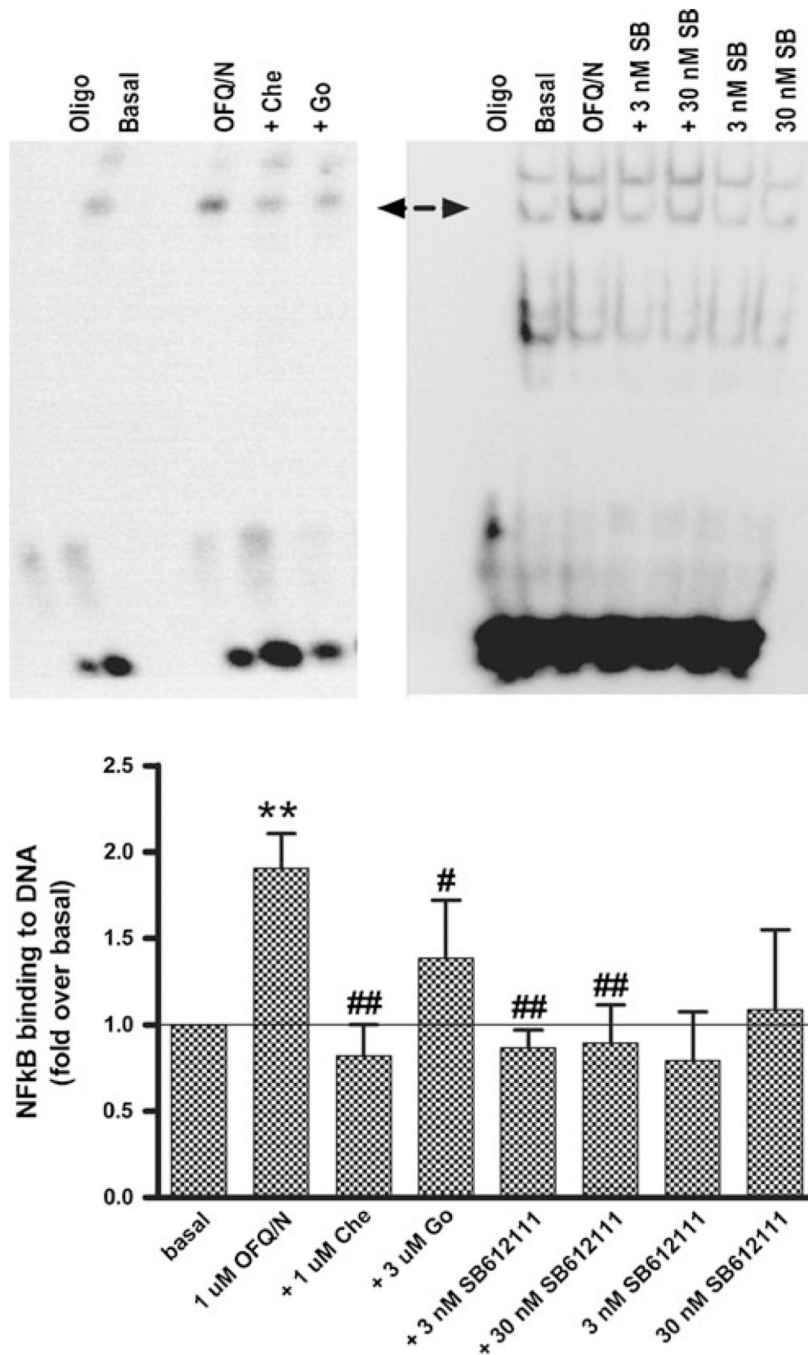 Oligo
Basal
OFQ/N
+ Che
+ Go
Oligo
Basal
OFQ/N
+ 3 nM SB
+ 30 nM SB
3 nM SB
30 nM SB
NFkB binding to DNA
(fold over basal)
2.5
2.0
1.5
1.0
0.5
0.0
**
##
#
##
##
basal
1 uM OFQ/N
+ 1 uM Che
+ 3 uM Go
+ 3 nM SB612111
+ 30 nM SB612111
3 nM SB612111
30 nM SB612111